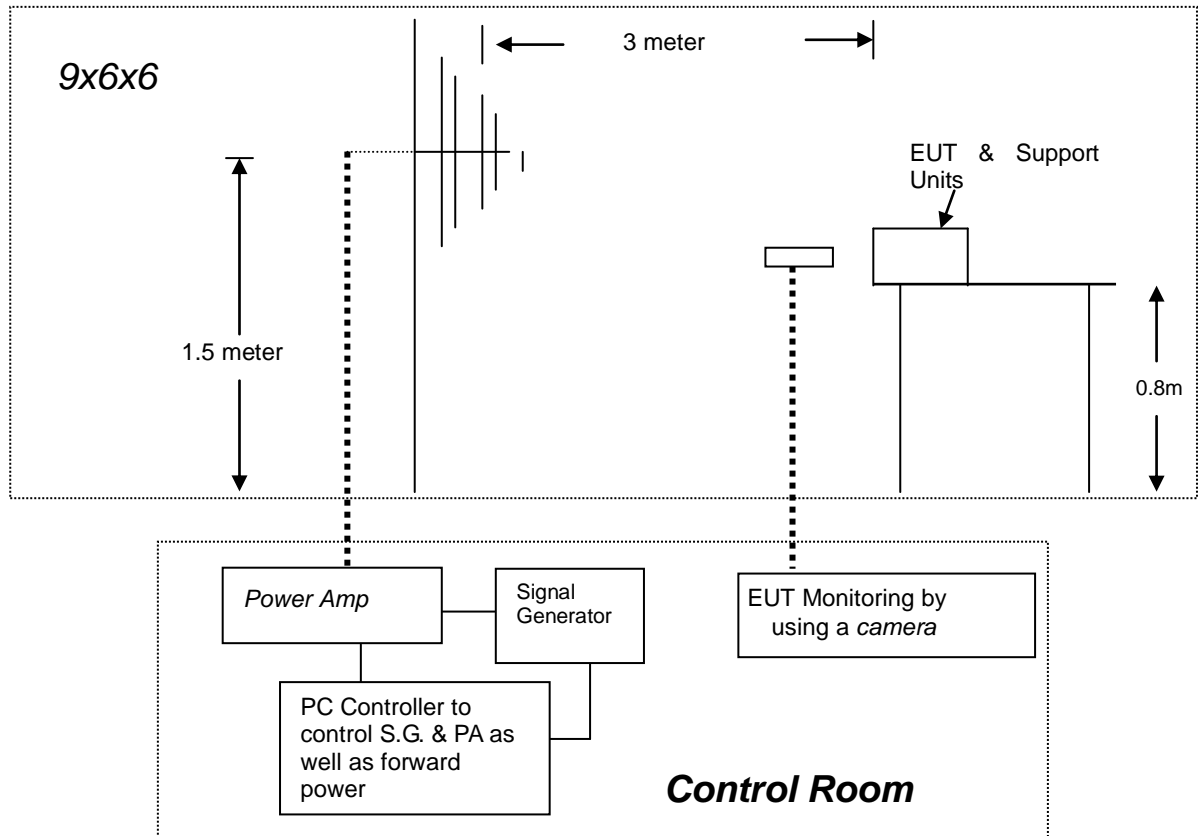 3 meter
9x6x6
EUT & Support
Units
1.5 meter
0.8m
Power Amp
Signal
Generator
EUT Monitoring by
using a camera
PC Controller to
control S.G. & PA as
well as forward
power
Control Room